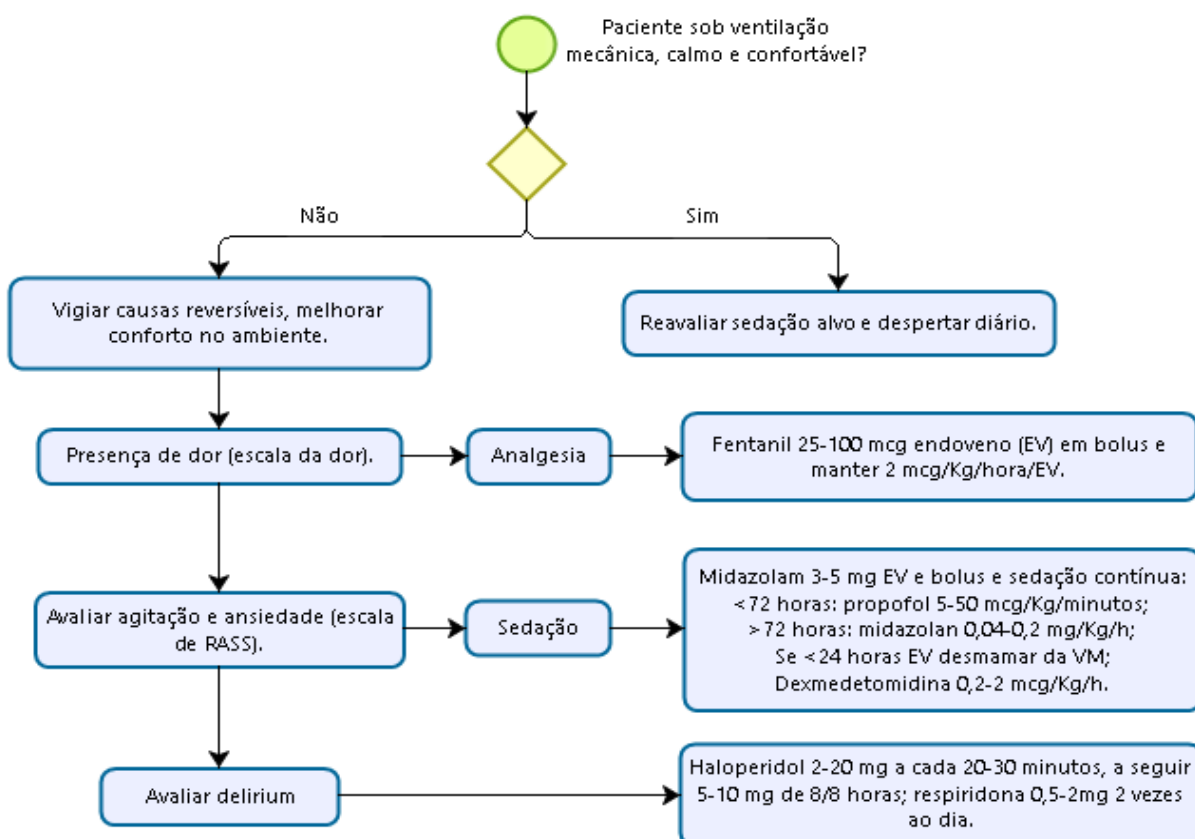 Paciente sob ventilação
mecânica, calmo e confortável?
Não
Sim
Vigiar causas reversíveis, melhorar
conforto no ambiente.
Reavaliar sedação alvo e despertar diário.
Presença de dor (escala da dor).
Analgesia
Fentanil 25-100 mcg endoveno (EV) em bolus e
manter 2 mcg/Kg/hora/EV.
Avaliar agitação e ansiedade (escala
de RASS).
Sedação
Midazolam 3-5 mg EV e bolus e sedação contínua:
<72 horas: propofol 5-50 mcg/Kg/minutos;
>72 horas: midazolan 0,04-0,2 mg/Kg/h;
Se <24 horas EV desmamar da VM;
Dexmedetomidina 0,2-2 mcg/Kg/h.
Avaliar delirium
Haloperidol 2-20 mg a cada 20-30 minutos, a seguir
5-10 mg de 8/8 horas; respiridona 0,5-2mg 2 vezes
ao dia.